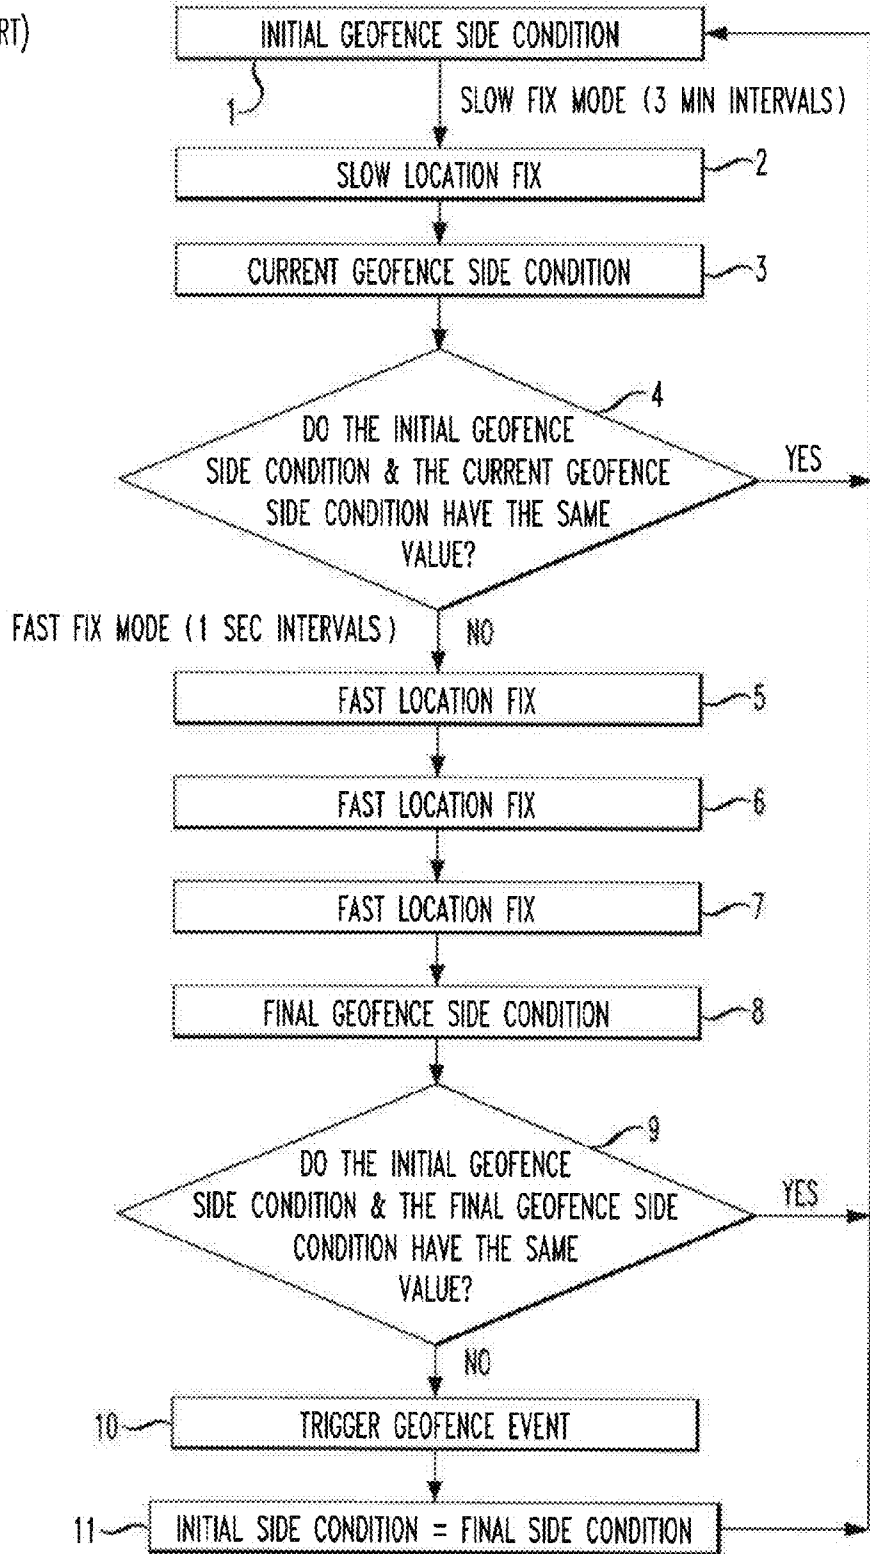 RT)
INITIAL GEOFENCE SIDE CONDITION
1
SLOW FIX MODE (3 MIN INTERVALS)
SLOW LOCATION FIX
2
CURRENT GEOFENCE SIDE CONDITION
3
4
DO THE INITIAL GEOFENCE
SIDE CONDITION & THE CURRENT GEOFENCE
SIDE CONDITION HAVE THE SAME
VALUE?
YES
FAST FIX MODE (1 SEC INTERVALS)
NO
FAST LOCATION FIX
5
FAST LOCATION FIX
6
FAST LOCATION FIX
7
FINAL GEOFENCE SIDE CONDITION
8
9
DO THE INITIAL GEOFENCE
SIDE CONDITION & THE FINAL GEOFENCE SIDE
CONDITION HAVE THE SAME
VALUE?
YES
NO
10
TRIGGER GEOFENCE EVENT
11
INITIAL SIDE CONDITION = FINAL SIDE CONDITION